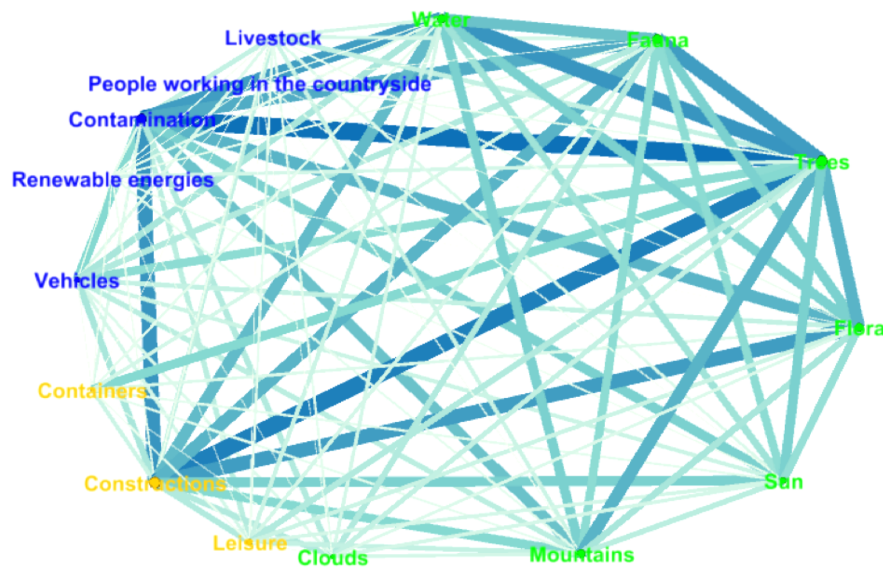 Water
Livestock
Fauna
People working in the countryside
Contamination
Trees
Renewable energies
Vehicles
Flora
Containers
Constractions
Sun
Leisure
Clouds
Mountains